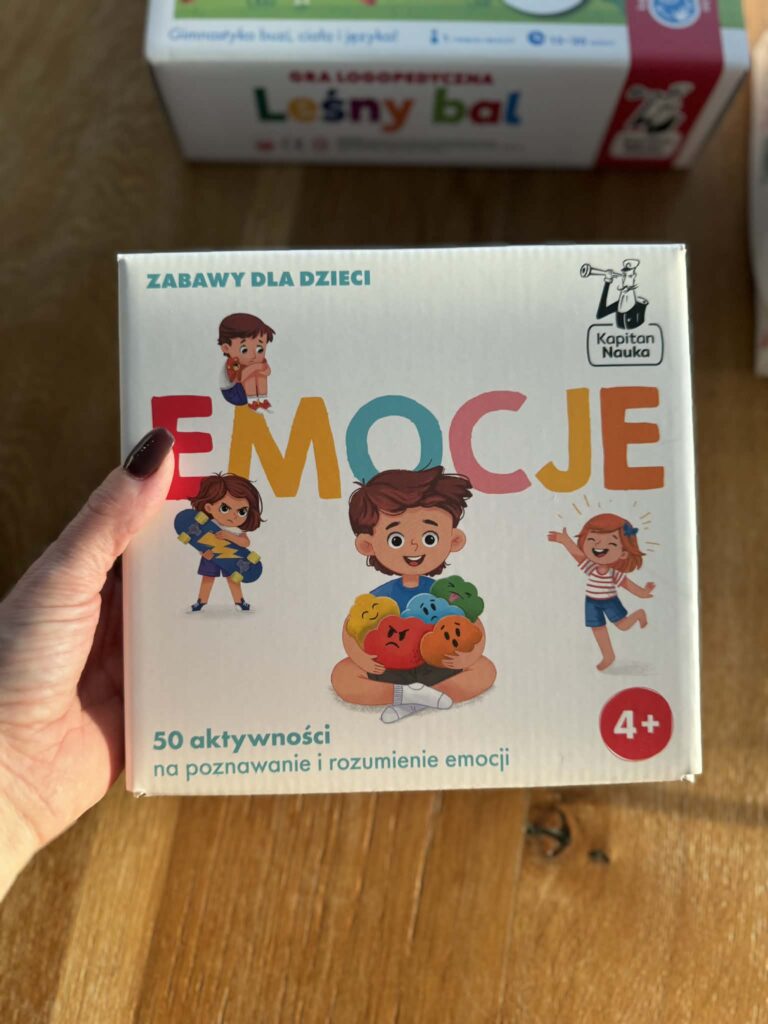 Gimnastyka buzi, ciała i języka!
GRA LOGOPEDYCZNA
Leśny bal
ZABAWY DLA DZIECI
Kapitan
Nauka
EMOCJE
50 aktywności
na poznawanie i rozumienie emocji
4+